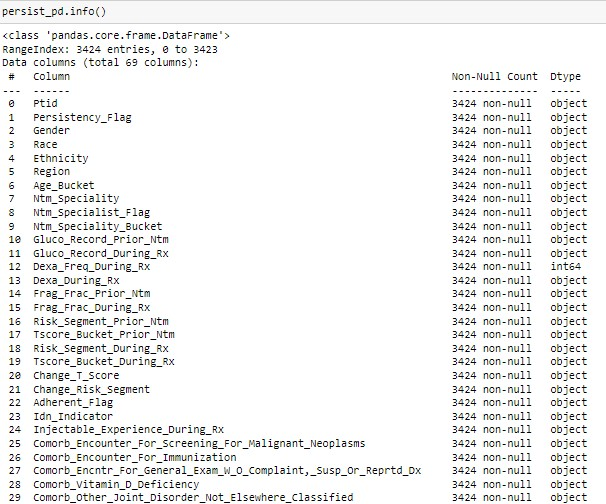 persist_pd.info()
<class 'pandas.core.frame.DataFrame'>
RangeIndex: 3424 entries, 0 to 3423
Data columns (total 69 columns):
#   Column   Non-Null Count  Dtype
---  ------   --------------  -----
0   Ptid   3424 non-null   object
1   Persistency_Flag   3424 non-null   object
2   Gender   3424 non-null   object
3   Race   3424 non-null   object
4   Ethnicity   3424 non-null   object
5   Region   3424 non-null   object
6   Age_Bucket   3424 non-null   object
7   Ntm_Speciality   3424 non-null   object
8   Ntm_Specialist_Flag   3424 non-null   object
9   Ntm_Speciality_Bucket   3424 non-null   object
10  Gluco_Record_Prior_Ntm   3424 non-null   object
11  Gluco_Record_During_Rx   3424 non-null   object
12  Dexa_Freq_During_Rx   3424 non-null   int64
13  Dexa_During_Rx   3424 non-null   object
14  Frag_Frac_Prior_Ntm   3424 non-null   object
15  Frag_Frac_During_Rx   3424 non-null   object
16  Risk_Segment_Prior_Ntm   3424 non-null   object
17  Tscore_Bucket_Prior_Ntm   3424 non-null   object
18  Risk_Segment_During_Rx   3424 non-null   object
19  Tscore_Bucket_During_Rx   3424 non-null   object
20  Change_T_Score   3424 non-null   object
21  Change_Risk_Segment   3424 non-null   object
22  Adherent_Flag   3424 non-null   object
23  Idn_Indicator   3424 non-null   object
24  Injectable_Experience_During_Rx   3424 non-null   object
25  Comorb_Encounter_For_Screening_For_Malignant_Neoplasms   3424 non-null   object
26  Comorb_Encounter_For_Immunization   3424 non-null   object
27  Comorb_Encntr_For_General_Exam_W_O_Complaint,_Susp_Or_Reprtd_Dx   3424 non-null   object
28  Comorb_Vitamin_D_Deficiency   3424 non-null   object
29  Comorb_Other_Joint_Disorder_Not_Elsewhere_Classified   3424 non-null   object